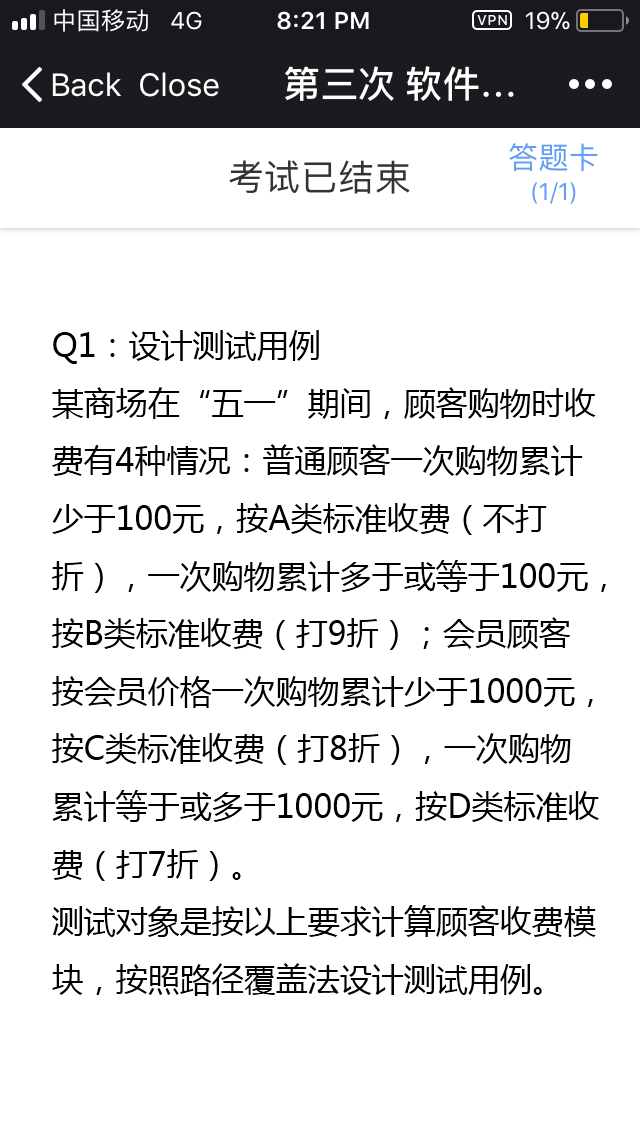 中国移动 4G 8:21 PM VPN 19%
Back Close 第三次 软件... •••
考试已结束
答题卡
(1/1)
Q1：设计测试用例
某商场在“五一”期间，顾客购物时收
费有4种情况：普通顾客一次购物累计
少于100元，按A类标准收费（不打
折），一次购物累计多于或等于100元，
按B类标准收费（打9折）；会员顾客
按会员价格一次购物累计少于1000元，
按C类标准收费（打8折），一次购物
累计等于或多于1000元，按D类标准收
费（打7折）。
测试对象是按以上要求计算顾客收费模
块，按照路径覆盖法设计测试用例。